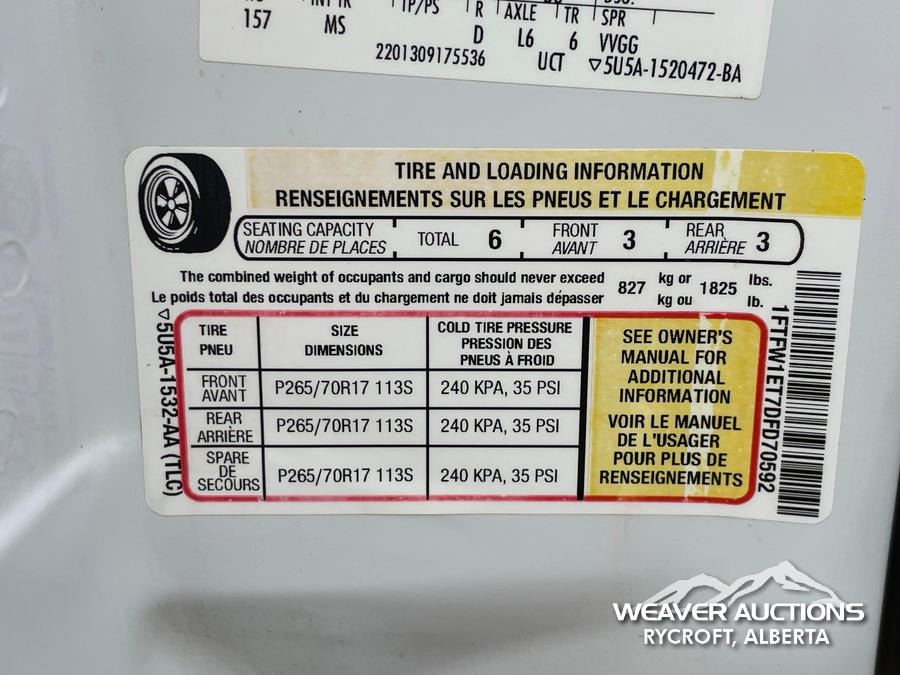 157 MS TP/PS R AXLE TR SPR
D L6 6 VVGG
2201309175536 UCT ▽5U5A-1520472-BA
TIRE AND LOADING INFORMATION
RENSEIGNEMENTS SUR LES PNEUS ET LE CHARGEMENT
SEATING CAPACITY TOTAL 6 FRONT 3 REAR 3
NOMBRE DE PLACES AVANT ARRIÈRE
The combined weight of occupants and cargo should never exceed 827 kg or 1825 lbs.
Le poids total des occupants et du chargement ne doit jamais dépasser kg ou lb.
▽5U5A-1532-AA (TLC)
TIRE SIZE COLD TIRE PRESSURE
PNEU DIMENSIONS PRESSION DES
PNEUS À FROID
FRONT P265/70R17 113S 240 KPA, 35 PSI
AVANT
REAR P265/70R17 113S 240 KPA, 35 PSI
ARRIÈRE
SPARE P265/70R17 113S 240 KPA, 35 PSI
DE
SECOURS
SEE OWNER'S
MANUAL FOR
ADDITIONAL
INFORMATION
VOIR LE MANUEL
DE L'USAGER
POUR PLUS DE
RENSEIGNEMENTS
1FTFW1ET7DFD70592
WEAVER AUCTIONS
RYCROFT, ALBERTA